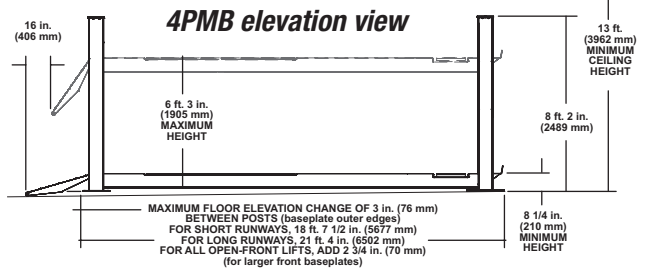 4PMB elevation view
16 in.
(406 mm)
13 ft.
(3962 mm)
MINIMUM
CEILING
HEIGHT
6 ft. 3 in.
(1905 mm)
MAXIMUM
HEIGHT
8 ft. 2 in.
(2489 mm)
MAXIMUM FLOOR ELEVATION CHANGE OF 3 in. (76 mm)
BETWEEN POSTS (baseplate outer edges)
FOR SHORT RUNWAYS, 18 ft. 7 1/2 in. (5677 mm)
FOR LONG RUNWAYS, 21 ft. 4 in. (6502 mm)
FOR ALL OPEN-FRONT LIFTS, ADD 2 3/4 in. (70 mm)
(for larger front baseplates)
8 1/4 in.
(210 mm)
MINIMUM
HEIGHT